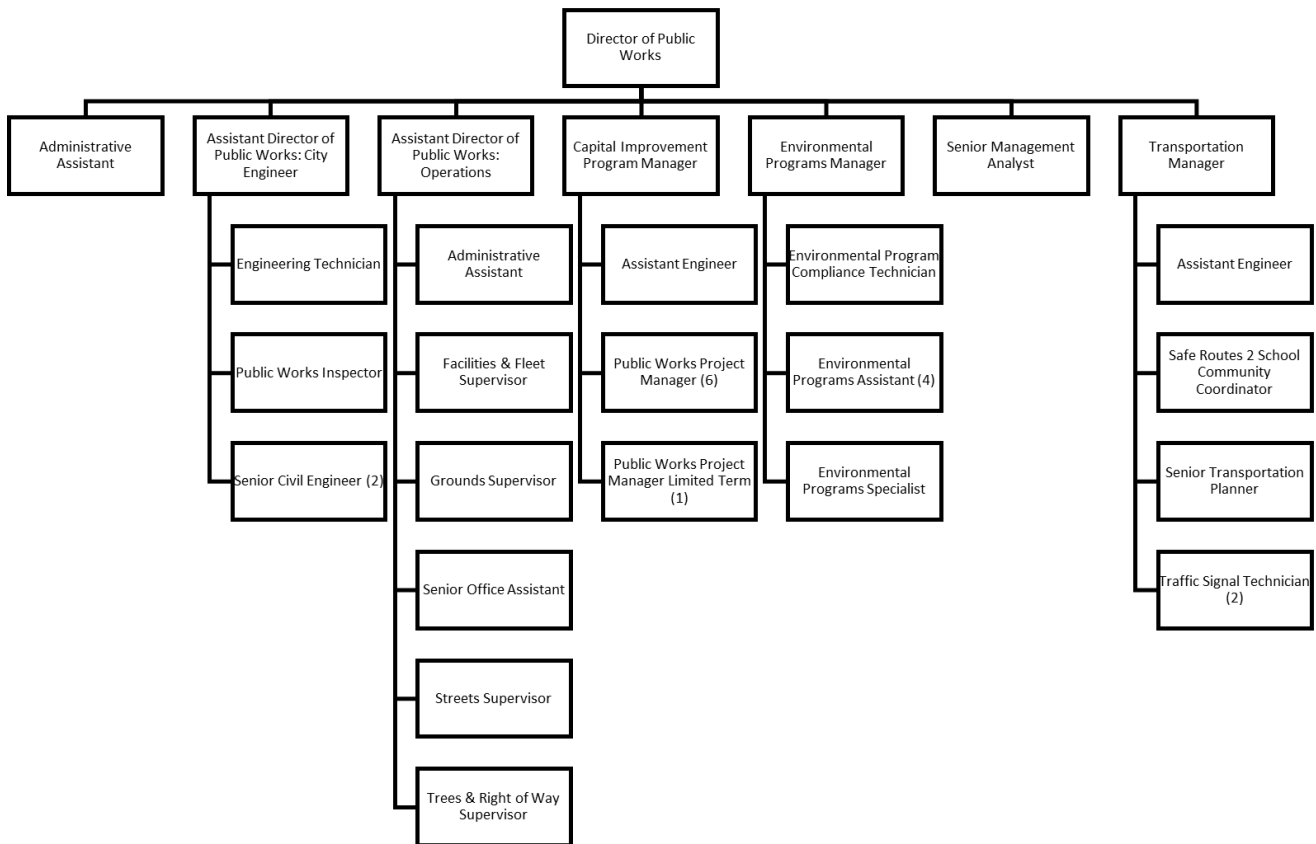 Director of Public
Works
Administrative
Assistant
Assistant Director of
Public Works: City
Engineer
Assistant Director of
Public Works:
Operations
Capital Improvement
Program Manager
Environmental
Programs Manager
Senior Management
Analyst
Transportation
Manager
Engineering Technician
Public Works Inspector
Senior Civil Engineer (2)
Administrative
Assistant
Facilities & Fleet
Supervisor
Grounds Supervisor
Senior Office Assistant
Streets Supervisor
Trees & Right of Way
Supervisor
Assistant Engineer
Public Works Project
Manager (6)
Public Works Project
Manager Limited Term
(1)
Environmental Program
Compliance Technician
Environmental
Programs Assistant (4)
Environmental
Programs Specialist
Assistant Engineer
Safe Routes 2 School
Community
Coordinator
Senior Transportation
Planner
Traffic Signal Technician
(2)